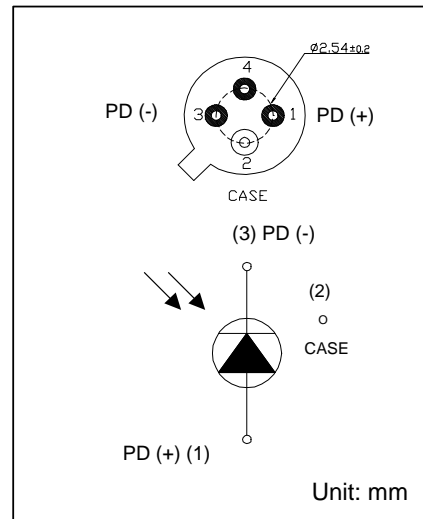 Ø2.54±0.2
4
PD (-)
3
1
PD (+)
2
CASE
(3) PD (-)
(2)
CASE
PD (+) (1)
Unit: mm